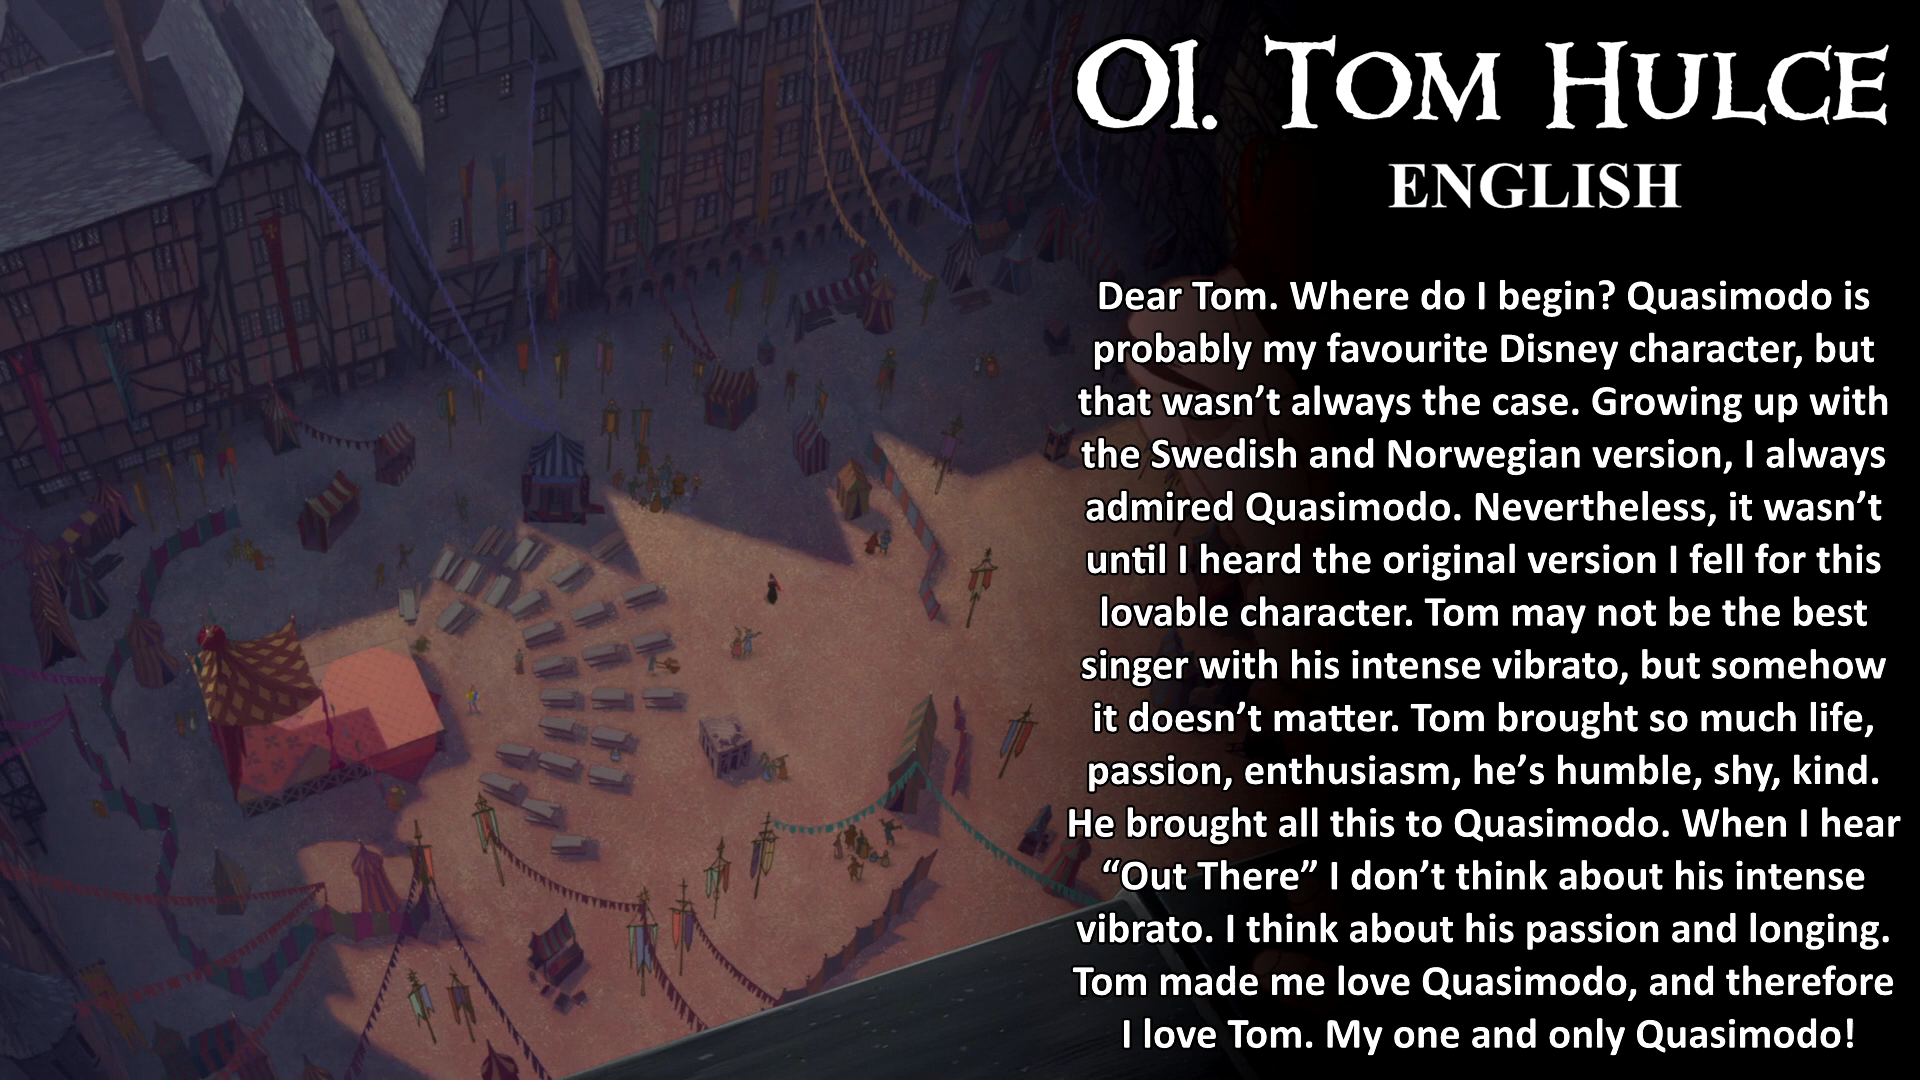 01. Tom Hulce
ENGLISH
Dear Tom. Where do I begin? Quasimodo is
probably my favourite Disney character, but
that wasn’t always the case. Growing up with
the Swedish and Norwegian version, I always
admired Quasimodo. Nevertheless, it wasn’t
until I heard the original version I fell for this
lovable character. Tom may not be the best
singer with his intense vibrato, but somehow
it doesn’t matter. Tom brought so much life,
passion, enthusiasm, he’s humble, shy, kind.
He brought all this to Quasimodo. When I hear
“Out There” I don’t think about his intense
vibrato. I think about his passion and longing.
Tom made me love Quasimodo, and therefore
I love Tom. My one and only Quasimodo!